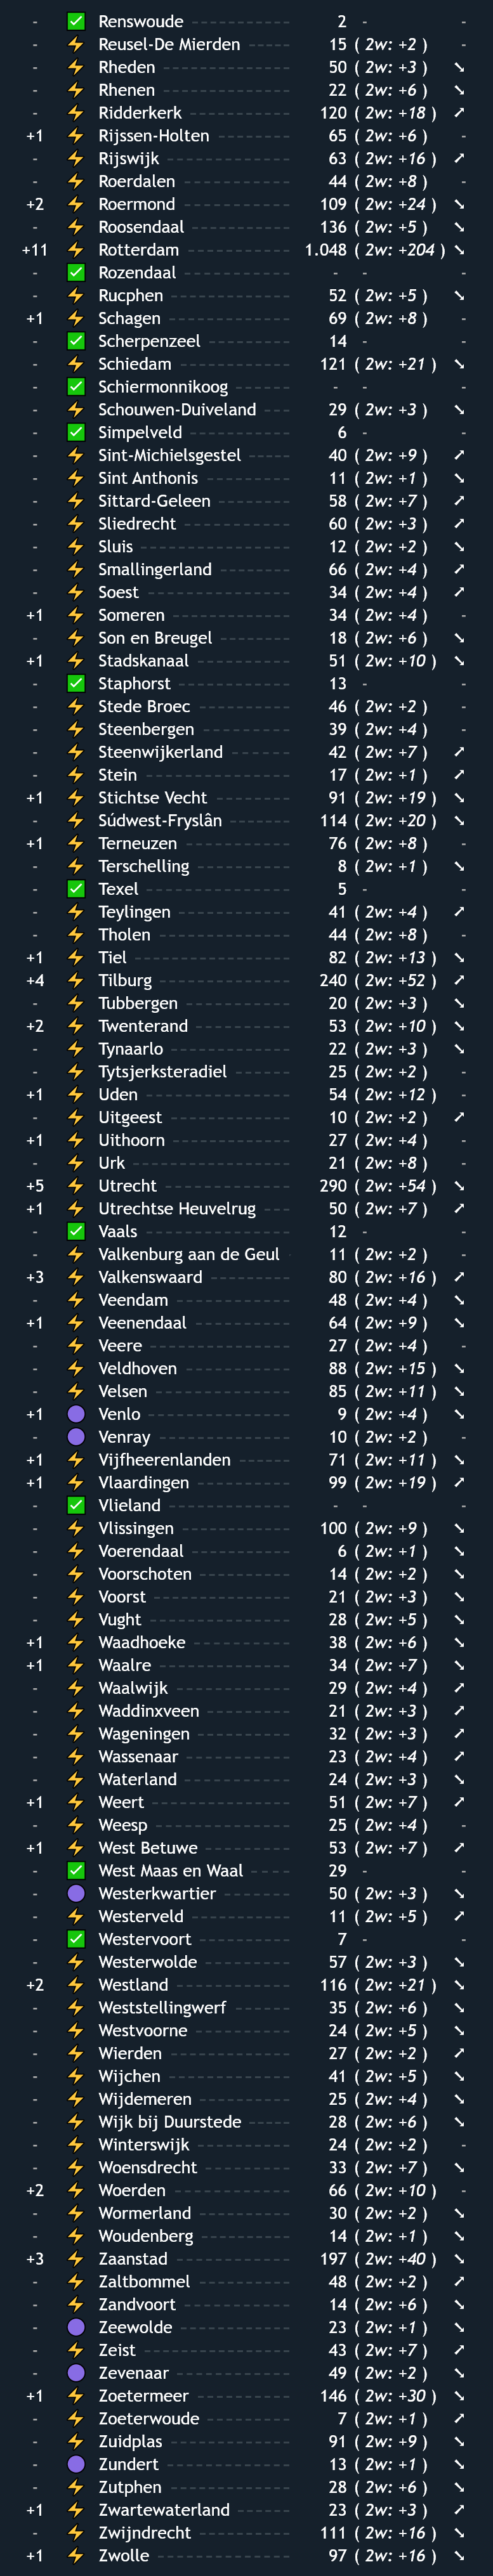 - ✅ Renswoude 2 - -
- ⚡ Reusel-De Mierden 15 ( 2w: +2 ) -
- ⚡ Rheden 50 ( 2w: +3 ) ➘
- ⚡ Rhenen 22 ( 2w: +6 ) ➘
- ⚡ Ridderkerk 120 ( 2w: +18 ) ➚
+1 ⚡ Rijssen-Holten 65 ( 2w: +6 ) -
- ⚡ Rijswijk 63 ( 2w: +16 ) ➚
- ⚡ Roerdalen 44 ( 2w: +8 ) -
+2 ⚡ Roermond 109 ( 2w: +24 ) ➘
- ⚡ Roosendaal 136 ( 2w: +5 ) ➘
+11 ⚡ Rotterdam 1.048 ( 2w: +204 ) ➘
- ✅ Rozendaal - - -
- ⚡ Rucphen 52 ( 2w: +5 ) ➘
+1 ⚡ Schagen 69 ( 2w: +8 ) -
- ✅ Scherpenzeel 14 - -
- ⚡ Schiedam 121 ( 2w: +21 ) ➘
- ✅ Schiermonnikoog - - -
- ⚡ Schouwen-Duiveland 29 ( 2w: +3 ) ➘
- ✅ Simpelveld 6 - -
- ⚡ Sint-Michielsgestel 40 ( 2w: +9 ) ➚
- ⚡ Sint Anthonis 11 ( 2w: +1 ) ➘
- ⚡ Sittard-Geleen 58 ( 2w: +7 ) ➚
- ⚡ Sliedrecht 60 ( 2w: +3 ) ➚
- ⚡ Sluis 12 ( 2w: +2 ) ➘
- ⚡ Smallingerland 66 ( 2w: +4 ) ➚
- ⚡ Soest 34 ( 2w: +4 ) ➚
+1 ⚡ Someren 34 ( 2w: +4 ) -
- ⚡ Son en Breugel 18 ( 2w: +6 ) ➘
+1 ⚡ Stadskanaal 51 ( 2w: +10 ) ➘
- ✅ Staphorst 13 - -
- ⚡ Stede Broec 46 ( 2w: +2 ) -
- ⚡ Steenbergen 39 ( 2w: +4 ) -
- ⚡ Steenwijkerland 42 ( 2w: +7 ) ➚
- ⚡ Stein 17 ( 2w: +1 ) ➚
+1 ⚡ Stichtse Vecht 91 ( 2w: +19 ) ➘
- ⚡ Súdwest-Fryslân 114 ( 2w: +20 ) ➘
+1 ⚡ Terneuzen 76 ( 2w: +8 ) -
- ⚡ Terschelling 8 ( 2w: +1 ) ➘
- ✅ Texel 5 - -
- ⚡ Teylingen 41 ( 2w: +4 ) ➚
- ⚡ Tholen 44 ( 2w: +8 ) -
+1 ⚡ Tiel 82 ( 2w: +13 ) ➘
+4 ⚡ Tilburg 240 ( 2w: +52 ) ➚
- ⚡ Tubbergen 20 ( 2w: +3 ) ➘
+2 ⚡ Twenterand 53 ( 2w: +10 ) ➘
- ⚡ Tynaarlo 22 ( 2w: +3 ) ➘
- ⚡ Tytsjerksteradiel 25 ( 2w: +2 ) -
+1 ⚡ Uden 54 ( 2w: +12 ) -
- ⚡ Uitgeest 10 ( 2w: +2 ) ➚
+1 ⚡ Uithoorn 27 ( 2w: +4 ) -
- ⚡ Urk 21 ( 2w: +8 ) -
+5 ⚡ Utrecht 290 ( 2w: +54 ) ➘
+1 ⚡ Utrechtse Heuvelrug 50 ( 2w: +7 ) ➚
- ✅ Vaals 12 - -
- ⚡ Valkenburg aan de Geul 11 ( 2w: +2 ) -
+3 ⚡ Valkenswaard 80 ( 2w: +16 ) ➚
- ⚡ Veendam 48 ( 2w: +4 ) ➘
+1 ⚡ Veenendaal 64 ( 2w: +9 ) ➘
- ⚡ Veere 27 ( 2w: +4 ) -
- ⚡ Veldhoven 88 ( 2w: +15 ) ➘
- ⚡ Velsen 85 ( 2w: +11 ) ➘
+1 🟣 Venlo 9 ( 2w: +4 ) ➘
- 🟣 Venray 10 ( 2w: +2 ) -
+1 ⚡ Vijfheerenlanden 71 ( 2w: +11 ) ➘
+1 ⚡ Vlaardingen 99 ( 2w: +19 ) ➚
- ✅ Vlieland - - -
- ⚡ Vlissingen 100 ( 2w: +9 ) ➘
- ⚡ Voerendaal 6 ( 2w: +1 ) ➘
- ⚡ Voorschoten 14 ( 2w: +2 ) ➘
- ⚡ Voorst 21 ( 2w: +3 ) ➘
- ⚡ Vught 28 ( 2w: +5 ) ➘
+1 ⚡ Waadhoeke 38 ( 2w: +6 ) ➘
+1 ⚡ Waalre 34 ( 2w: +7 ) ➘
- ⚡ Waalwijk 29 ( 2w: +4 ) ➚
- ⚡ Waddinxveen 21 ( 2w: +3 ) ➚
- ⚡ Wageningen 32 ( 2w: +3 ) ➚
- ⚡ Wassenaar 23 ( 2w: +4 ) ➚
- ⚡ Waterland 24 ( 2w: +3 ) ➘
+1 ⚡ Weert 51 ( 2w: +7 ) ➚
- ⚡ Weesp 25 ( 2w: +4 ) -
+1 ⚡ West Betuwe 53 ( 2w: +7 ) ➚
- ✅ West Maas en Waal 29 - -
- 🟣 Westerkwartier 50 ( 2w: +3 ) ➘
- ⚡ Westerveld 11 ( 2w: +5 ) ➚
- ✅ Westervoort 7 - -
- ⚡ Westerwolde 57 ( 2w: +3 ) ➘
+2 ⚡ Westland 116 ( 2w: +21 ) ➘
- ⚡ Weststellingwerf 35 ( 2w: +6 ) ➘
- ⚡ Westvoorne 24 ( 2w: +5 ) ➘
- ⚡ Wierden 27 ( 2w: +2 ) ➚
- ⚡ Wijchen 41 ( 2w: +5 ) ➘
- ⚡ Wijdemeren 25 ( 2w: +4 ) ➘
- ⚡ Wijk bij Duurstede 28 ( 2w: +6 ) ➘
- ⚡ Winterswijk 24 ( 2w: +2 ) -
- ⚡ Woensdrecht 33 ( 2w: +7 ) ➘
+2 ⚡ Woerden 66 ( 2w: +10 ) -
- ⚡ Wormerland 30 ( 2w: +2 ) ➘
- ⚡ Woudenberg 14 ( 2w: +1 ) ➘
+3 ⚡ Zaanstad 197 ( 2w: +40 ) ➘
- ⚡ Zaltbommel 48 ( 2w: +2 ) ➚
- ⚡ Zandvoort 14 ( 2w: +6 ) ➘
- 🟣 Zeewolde 23 ( 2w: +1 ) ➘
- ⚡ Zeist 43 ( 2w: +7 ) ➚
- 🟣 Zevenaar 49 ( 2w: +2 ) ➘
+1 ⚡ Zoetermeer 146 ( 2w: +30 ) ➘
- ⚡ Zoeterwoude 7 ( 2w: +1 ) ➚
- ⚡ Zuidplas 91 ( 2w: +9 ) ➘
- 🟣 Zundert 13 ( 2w: +1 ) ➘
- ⚡ Zutphen 28 ( 2w: +6 ) ➘
+1 ⚡ Zwartewaterland 23 ( 2w: +3 ) ➚
- ⚡ Zwijndrecht 111 ( 2w: +16 ) ➘
+1 ⚡ Zwolle 97 ( 2w: +16 ) ➘